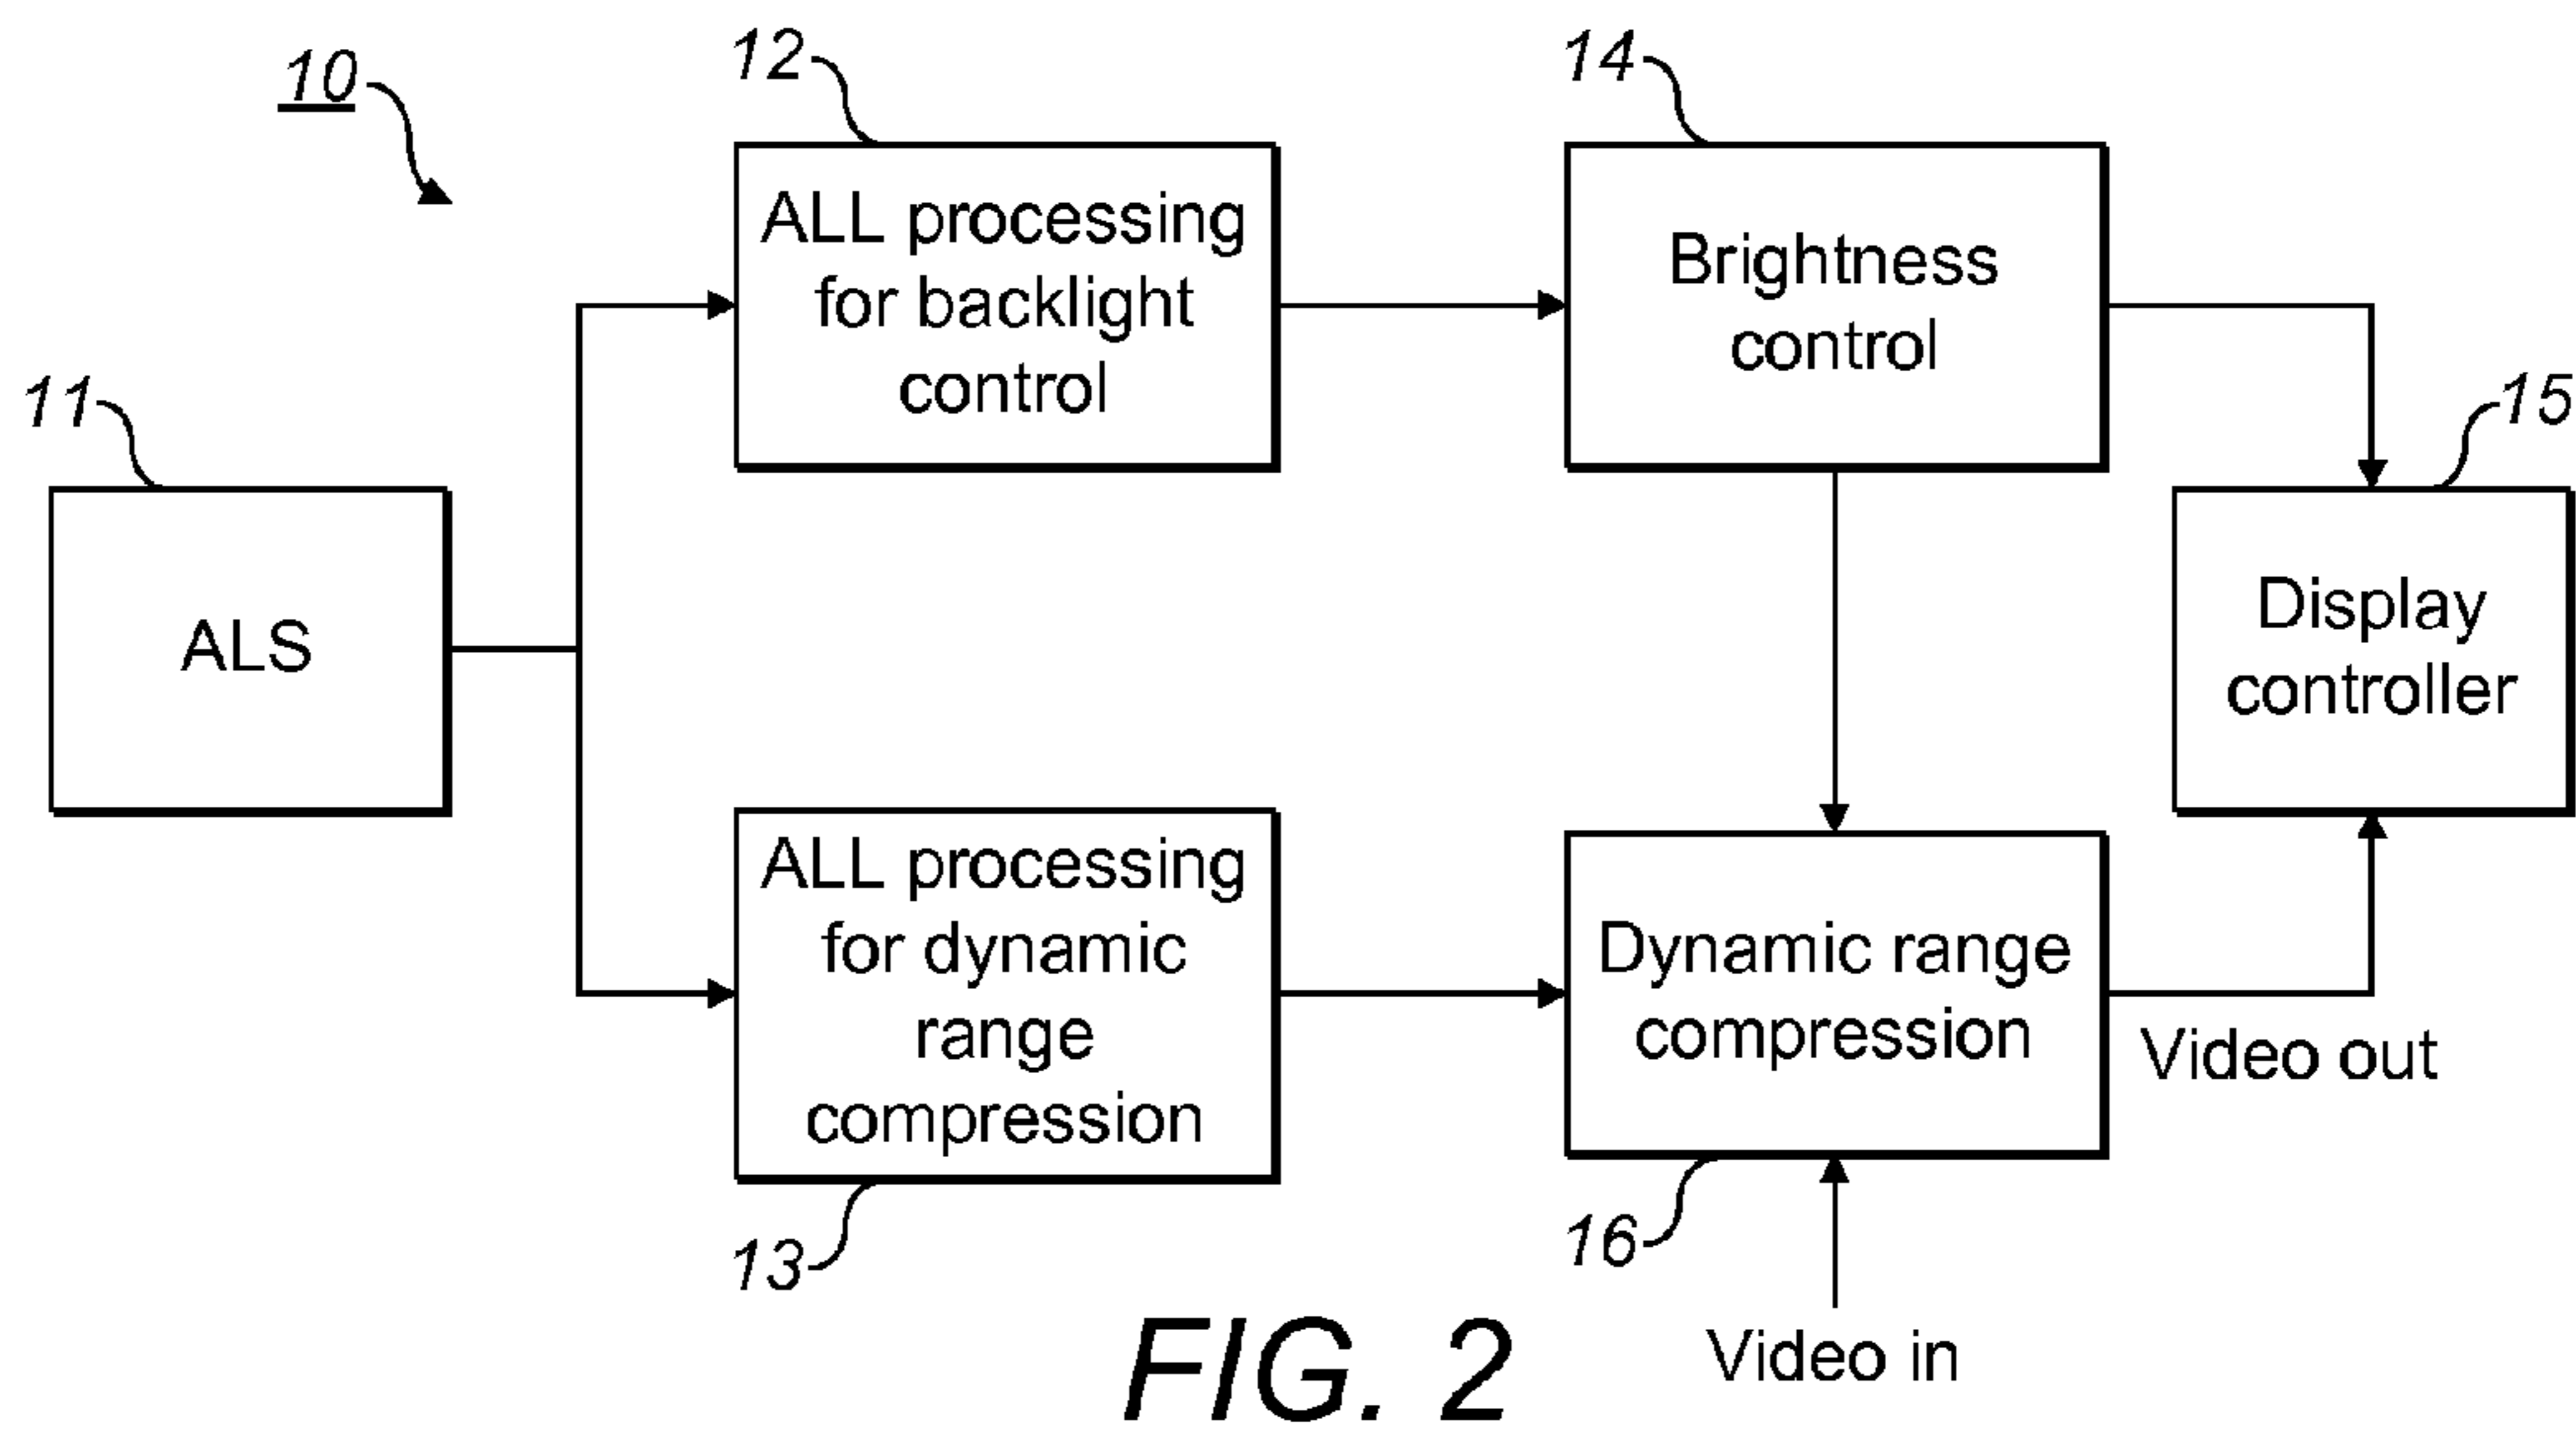 10
12
14
ALL processing
for backlight
control
Brightness
control
11
15
ALS
Display
controller
ALL processing
for dynamic
range
compression
Dynamic range
compression
Video out
13
16
Video in
FIG. 2